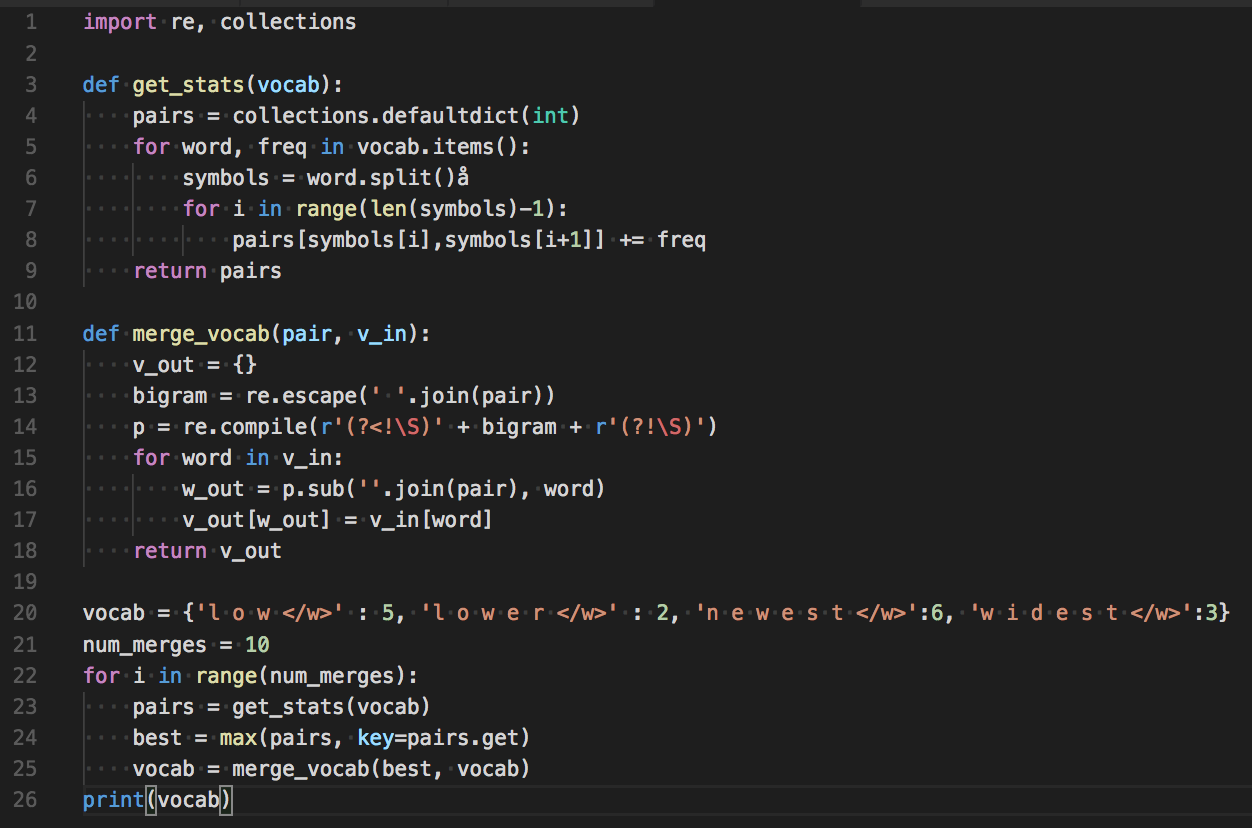 1 import re, collections
2
3 def get_stats(vocab):
4     pairs = collections.defaultdict(int)
5     for word, freq in vocab.items():
6         symbols = word.split()å
7         for i in range(len(symbols)-1):
8             pairs[symbols[i],symbols[i+1]] += freq
9     return pairs
10
11 def merge_vocab(pair, v_in):
12     v_out = {}
13     bigram = re.escape(' '.join(pair))
14     p = re.compile(r'(?<!\S)' + bigram + r'(?!\S)')
15     for word in v_in:
16         w_out = p.sub(''.join(pair), word)
17         v_out[w_out] = v_in[word]
18     return v_out
19
20 vocab = {'l o w </w>' : 5, 'l o w e r </w>' : 2, 'n e w e s t </w>':6, 'w i d e s t </w>':3}
21 num_merges = 10
22 for i in range(num_merges):
23     pairs = get_stats(vocab)
24     best = max(pairs, key=pairs.get)
25     vocab = merge_vocab(best, vocab)
26 print(vocab)